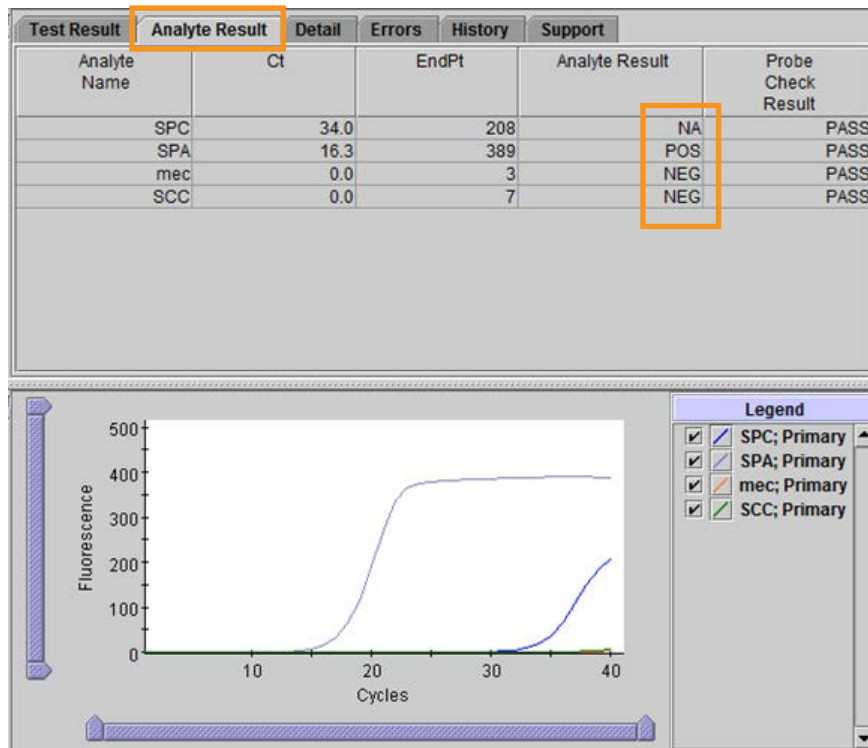 Test Result Analyte Result Detail Errors History Support
Analyte Name Ct EndPt Analyte Result Probe Check Result
SPC 34.0 208 NA PASS
SPA 16.3 389 POS PASS
mec 0.0 3 NEG PASS
SCC 0.0 7 NEG PASS
500
400
300
200
100
0
Fluorescence
10 20 30 40
Cycles
Legend
SPC; Primary
SPA; Primary
mec; Primary
SCC; Primary